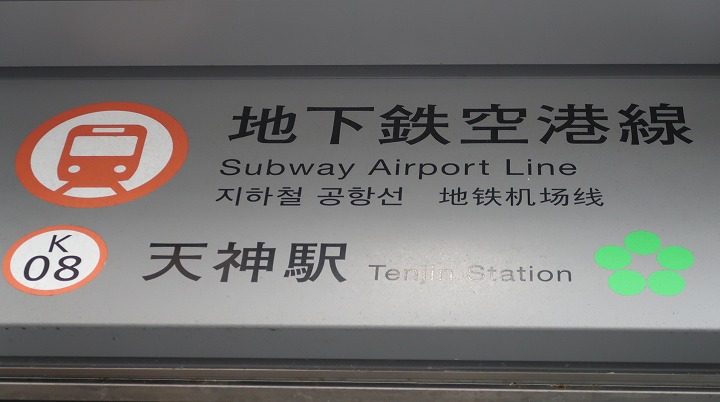 地下鉄空港線
Subway Airport Line
지하철 공항선 地铁机场线
K
08
天神駅 Tenjin Station